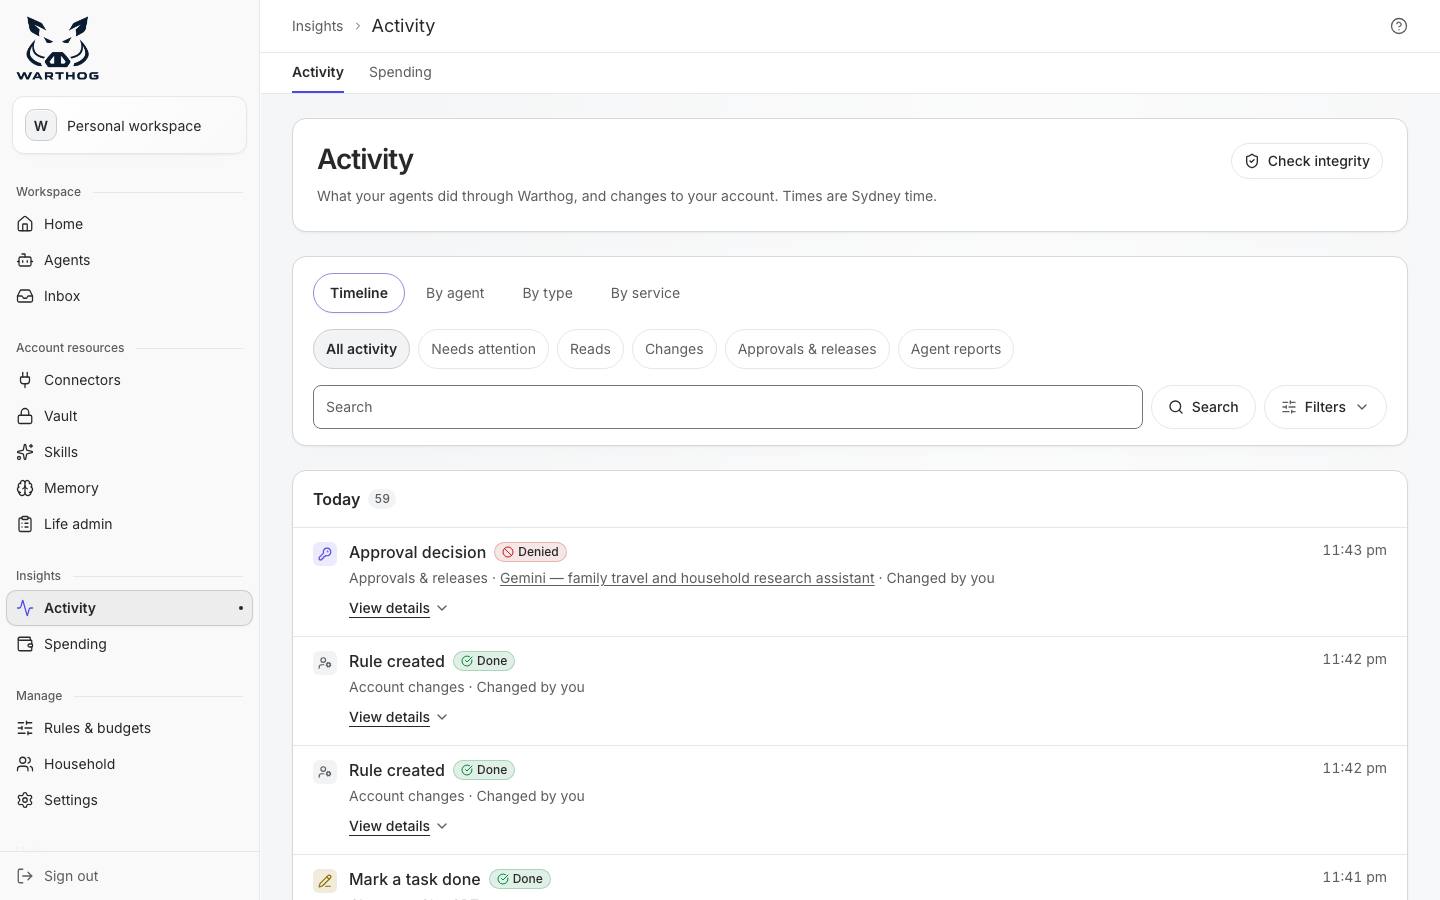 WARTHOG
W Personal workspace
Workspace
Home
Agents
Inbox
Account resources
Connectors
Vault
Skills
Memory
Life admin
Insights
Activity
Spending
Manage
Rules & budgets
Household
Settings
Sign out
Insights > Activity
Activity Spending
Activity
Check integrity
What your agents did through Warthog, and changes to your account. Times are Sydney time.
Timeline By agent By type By service
All activity Needs attention Reads Changes Approvals & releases Agent reports
Search Search Filters
Today 59
Approval decision Denied 11:43 pm
Approvals & releases · Gemini — family travel and household research assistant · Changed by you
View details
Rule created Done 11:42 pm
Account changes · Changed by you
View details
Rule created Done 11:42 pm
Account changes · Changed by you
View details
Mark a task done Done 11:41 pm